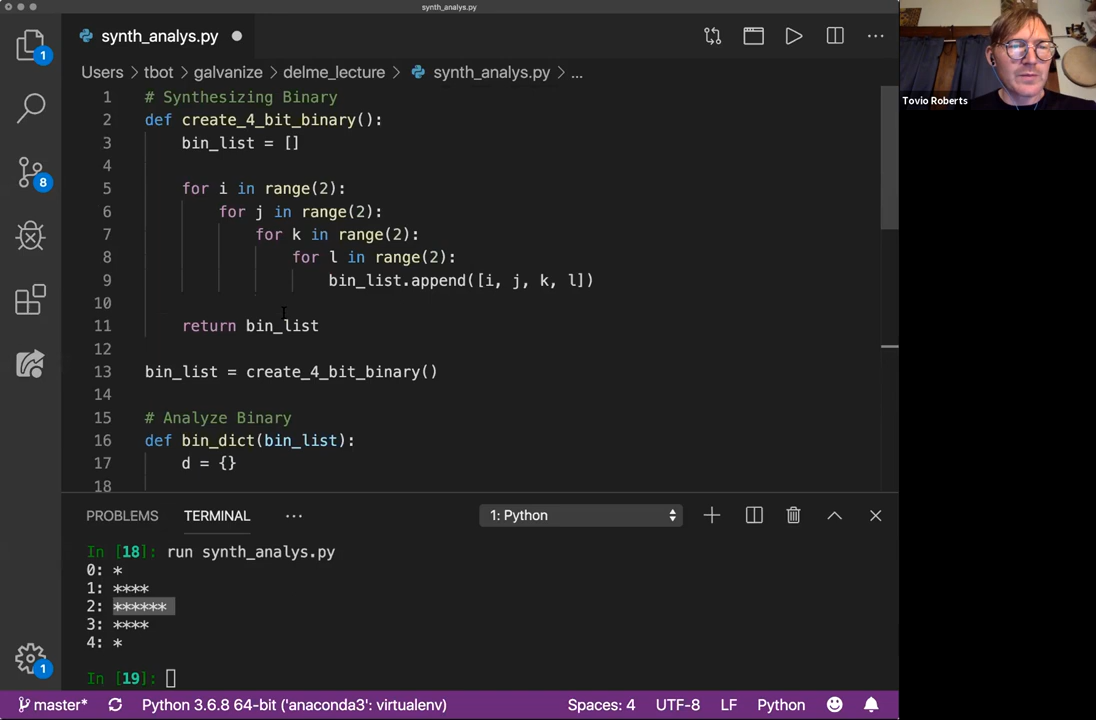 synth_analys.py
synth_analys.py
Tovio Roberts
Users > tbot > galvanize > delme_lecture > synth_analys.py > ...
1 # Synthesizing Binary
2 def create_4_bit_binary():
3 bin_list = []
4
5 for i in range(2):
6 for j in range(2):
7 for k in range(2):
8 for l in range(2):
9 bin_list.append([i, j, k, l])
10
11 return bin_list
12
13 bin_list = create_4_bit_binary()
14
15 # Analyze Binary
16 def bin_dict(bin_list):
17 d = {}
18
1
8
1
PROBLEMS TERMINAL ... 1: Python
In [18]: run synth_analys.py
0: *
1: ****
2: ******
3: ****
4: *
In [19]:
master* Python 3.6.8 64-bit ('anaconda3': virtualenv) Spaces: 4 UTF-8 LF Python